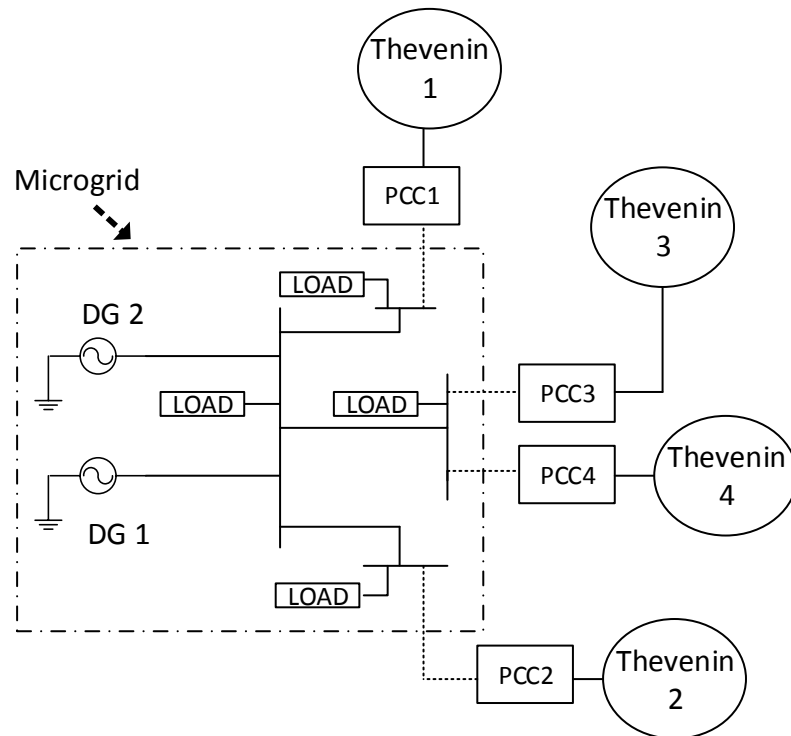 Thevenin
1
Microgrid
PCC1
Thevenin
3
LOAD
DG 2
LOAD
LOAD
PCC3
PCC4
Thevenin
4
DG 1
LOAD
PCC2
Thevenin
2